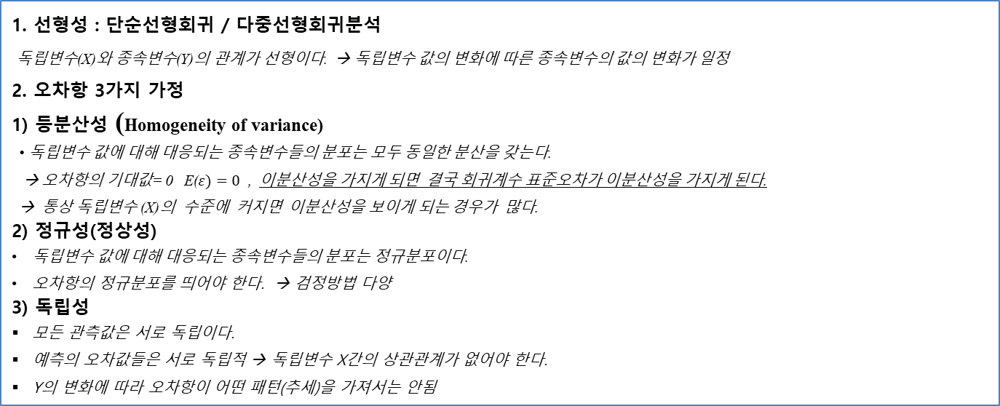 1. 선형성 : 단순선형회귀 / 다중선형회귀분석
독립변수(X)와 종속변수(Y)의 관계가 선형이다. → 독립변수 값의 변화에 따른 종속변수의 값의 변화가 일정
2. 오차항 3가지 가정
1) 등분산성 (Homogeneity of variance)
• 독립변수 값에 대해 대응되는 종속변수들의 분포는 모두 동일한 분산을 갖는다.
→ 오차항의 기대값= 0 E(ε) = 0 , 이분산성을 가지게 되면 결국 회귀계수 표준오차가 이분산성을 가지게 된다.
→ 통상 독립변수(X)의 수준에 커지면 이분산성을 보이게 되는 경우가 많다.
2) 정규성(정상성)
• 독립변수 값에 대해 대응되는 종속변수들의 분포는 정규분포이다.
• 오차항의 정규분포를 띄어야 한다. → 검정방법 다양
3) 독립성
▪ 모든 관측값은 서로 독립이다.
▪ 예측의 오차값들은 서로 독립적 → 독립변수 X간의 상관관계가 없어야 한다.
▪ Y의 변화에 따라 오차항이 어떤 패턴(추세)을 가져서는 안됨